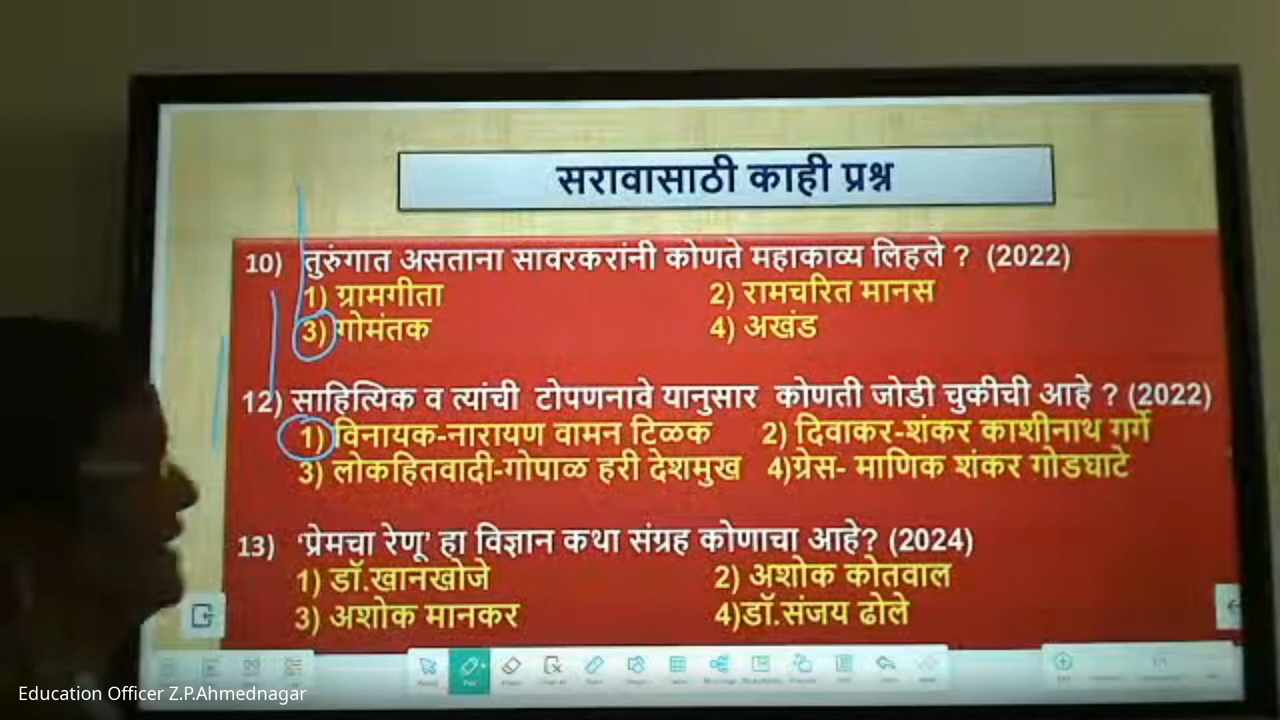 सरावासाठी काही प्रश्न
10) तुरुंगात असताना सावरकरांनी कोणते महाकाव्य लिहले ? (2022)
1) ग्रामगीता 2) रामचरित मानस
3) गोमंतक 4) अखंड
12) साहित्यिक व त्यांची टोपणनावे यानुसार कोणती जोडी चुकीची आहे ? (2022)
1) विनायक-नारायण वामन टिळक 2) दिवाकर-शंकर काशीनाथ गर्गे
3) लोकहितवादी-गोपाळ हरी देशमुख 4)ग्रेस- माणिक शंकर गोडघाटे
13) ‘प्रेमचा रेणू’ हा विज्ञान कथा संग्रह कोणाचा आहे? (2024)
1) डॉ.खानखोजे 2) अशोक कोतवाल
3) अशोक मानकर 4)डॉ.संजय ढोले
Education Officer Z.P.Ahmednagar